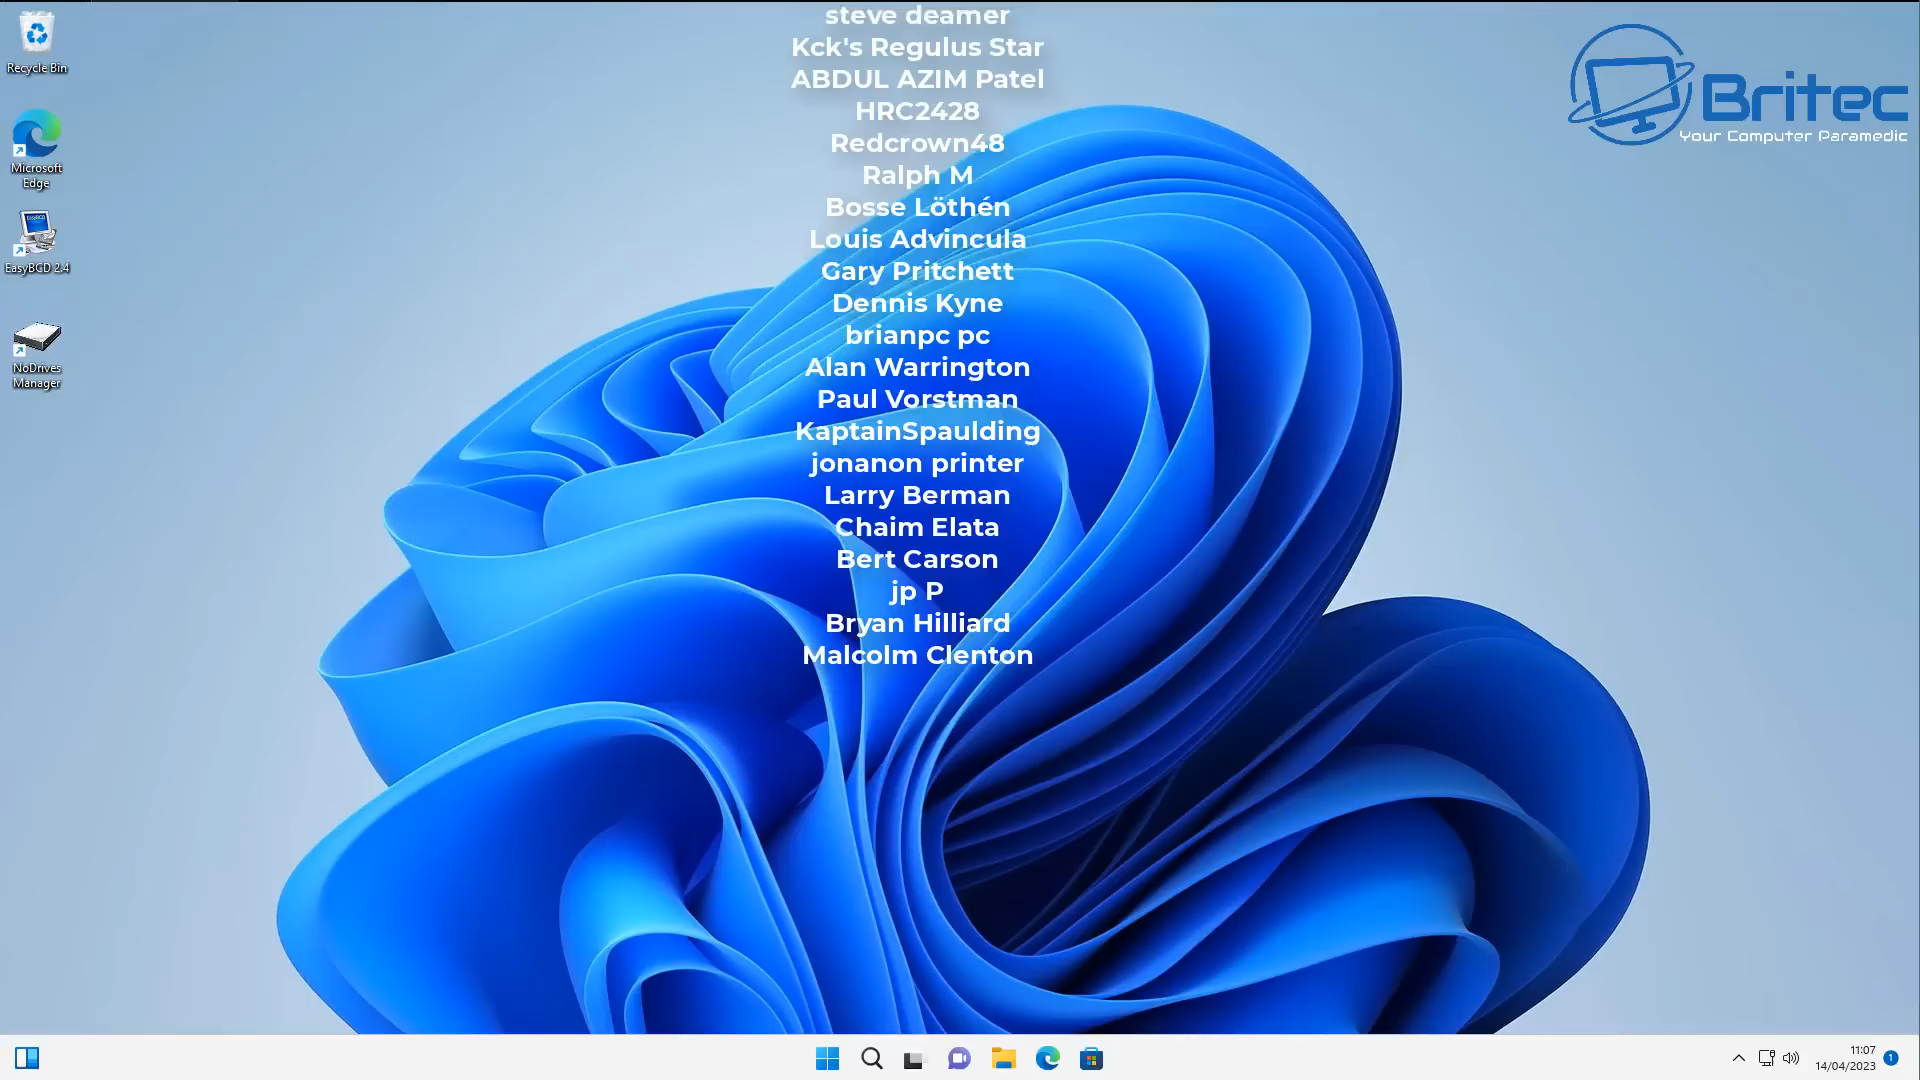 steve deamer
Kck's Regulus Star
ABDUL AZIM Patel
HRC2428
Redcrown48
Ralph M
Bosse Löthén
Louis Advincula
Gary Pritchett
Dennis Kyne
brianpc pc
Alan Warrington
Paul Vorstman
KaptainSpaulding
jonanon printer
Larry Berman
Chaim Elata
Bert Carson
jp P
Bryan Hilliard
Malcolm Clenton
Britec
Your Computer Paramedic
Recycle Bin
Microsoft
Edge
EasyBCD 2.4
NoDrives
Manager
11:07
14/04/2023
1